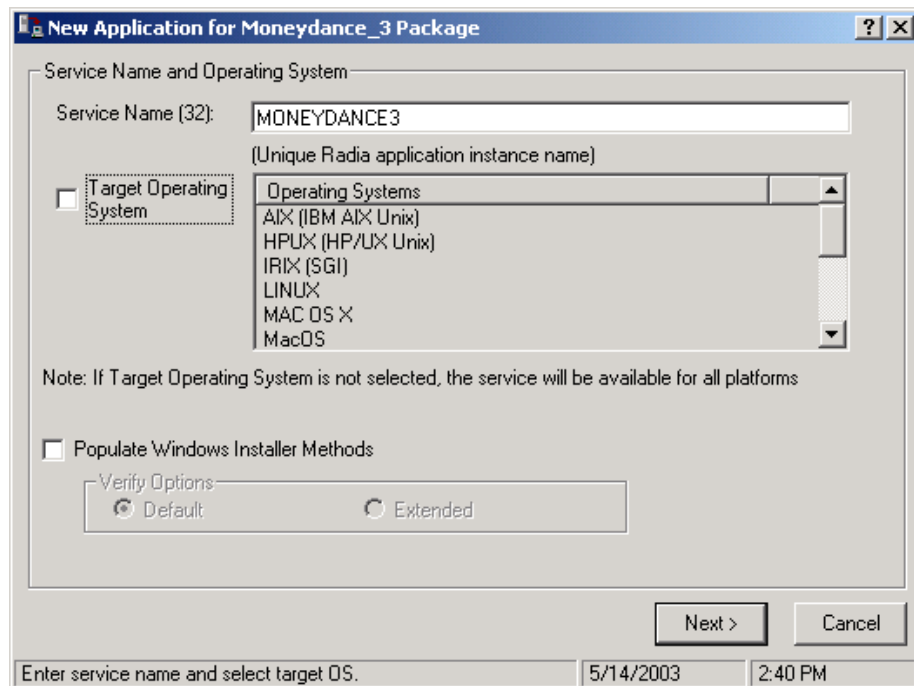 New Application for Moneydance_3 Package
Service Name and Operating System
Service Name (32):
MONEYDANCE3
(Unique Radia application instance name)
Target Operating
System
Operating Systems
AIX (IBM AIX Unix)
HPUX (HP/UX Unix)
IRIX (SGI)
LINUX
MAC OS X
MacOS
Note: If Target Operating System is not selected, the service will be available for all platforms
Populate Windows Installer Methods
Verify Options
Default
Extended
Next >
Cancel
Enter service name and select target OS.
5/14/2003
2:40 PM